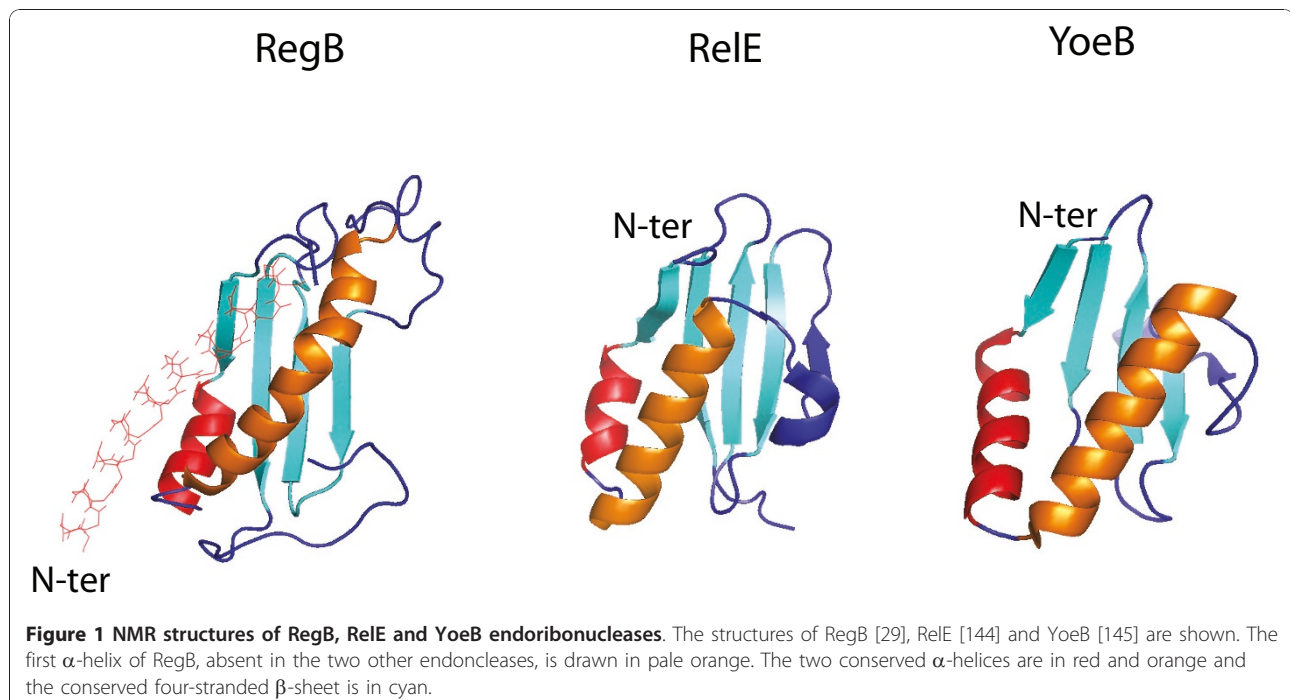 RegB
RelE
YoeB
N-ter
N-ter
N-ter
Figure 1 NMR structures of RegB, RelE and YoeB endoribonucleases. The structures of RegB [29], RelE [144] and YoeB [145] are shown. The
first α-helix of RegB, absent in the two other endoncleases, is drawn in pale orange. The two conserved α-helices are in red and orange and
the conserved four-stranded β-sheet is in cyan.